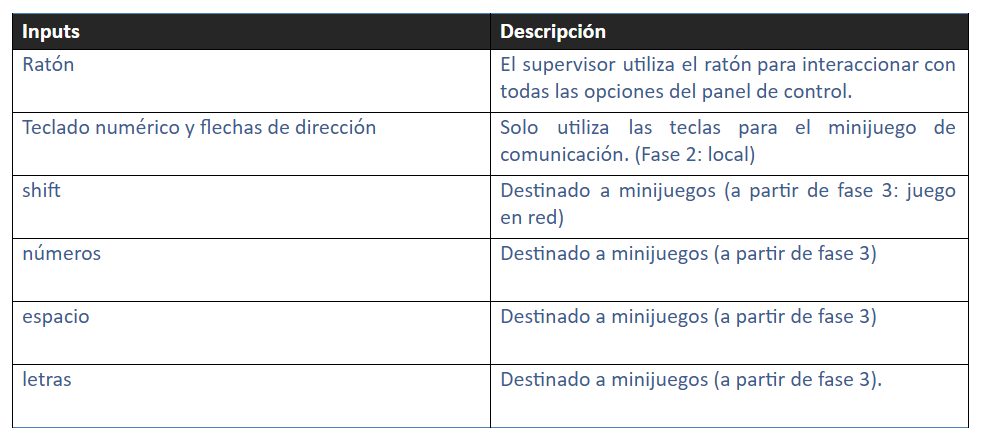 Inputs
Descripción
Ratón
El supervisor utiliza el ratón para interaccionar con
todas las opciones del panel de control.
Teclado numérico y flechas de dirección
Solo utiliza las teclas para el minijuego de
comunicación. (Fase 2: local)
shift
Destinado a minijuegos (a partir de fase 3: juego
en red)
números
Destinado a minijuegos (a partir de fase 3)
espacio
Destinado a minijuegos (a partir de fase 3)
letras
Destinado a minijuegos (a partir de fase 3).